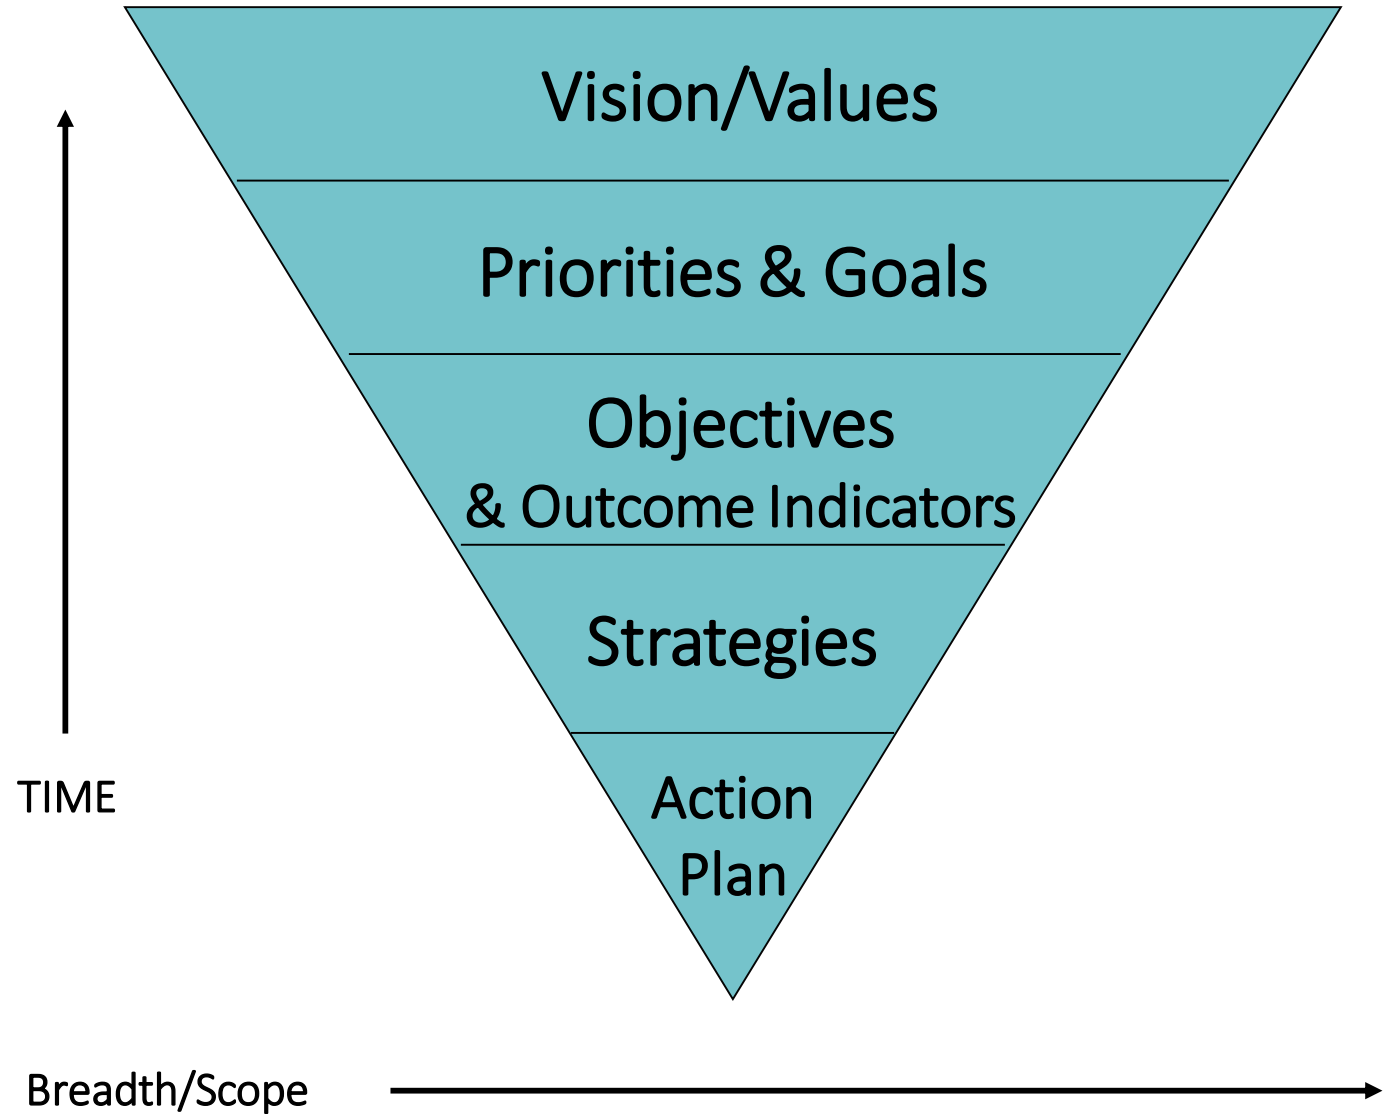 Vision/Values
Priorities & Goals
Objectives
& Outcome Indicators
Strategies
Action
Plan
TIME
Breadth/Scope